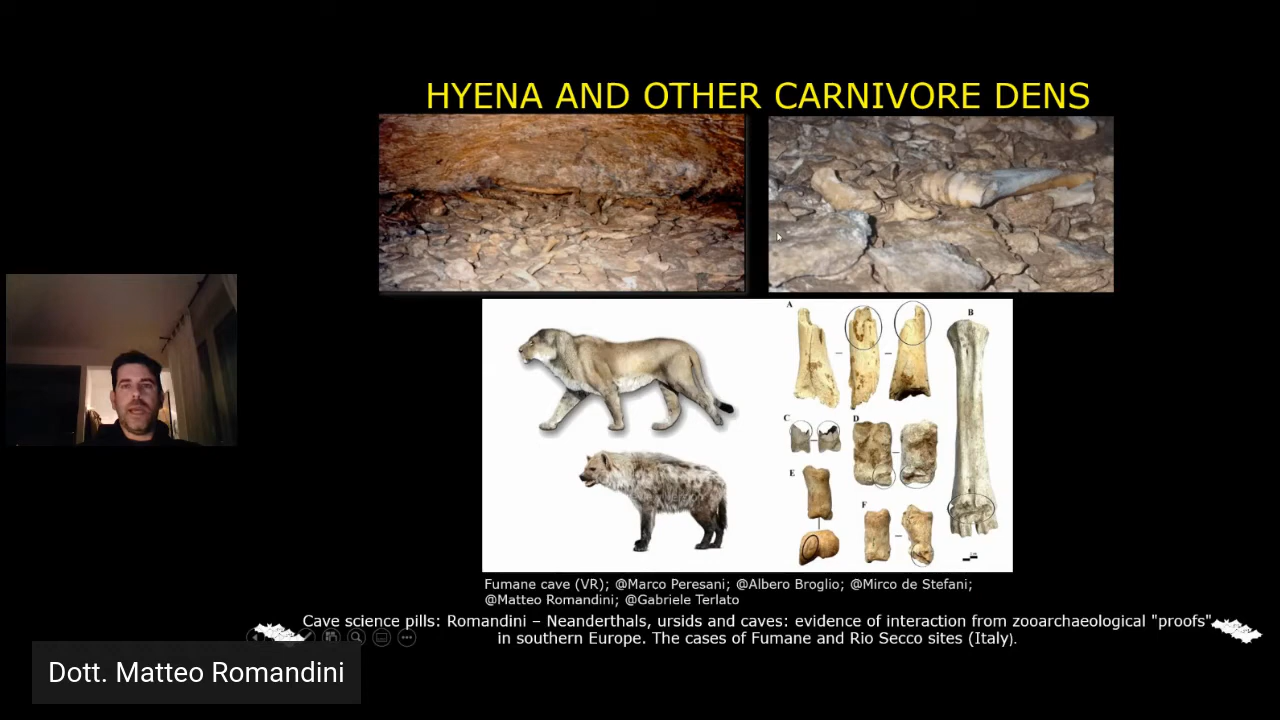 HYENA AND OTHER CARNIVORE DENS
A
B
C
D
E
F
Fumane cave (VR); @Marco Peresani; @Albero Broglio; @Mirco de Stefani;
@Matteo Romandini; @Gabriele Terlato
Cave science pills: Romandini – Neanderthals, ursids and caves: evidence of interaction from zooarchaeological "proofs"
in southern Europe. The cases of Fumane and Rio Secco sites (Italy).
Dott. Matteo Romandini